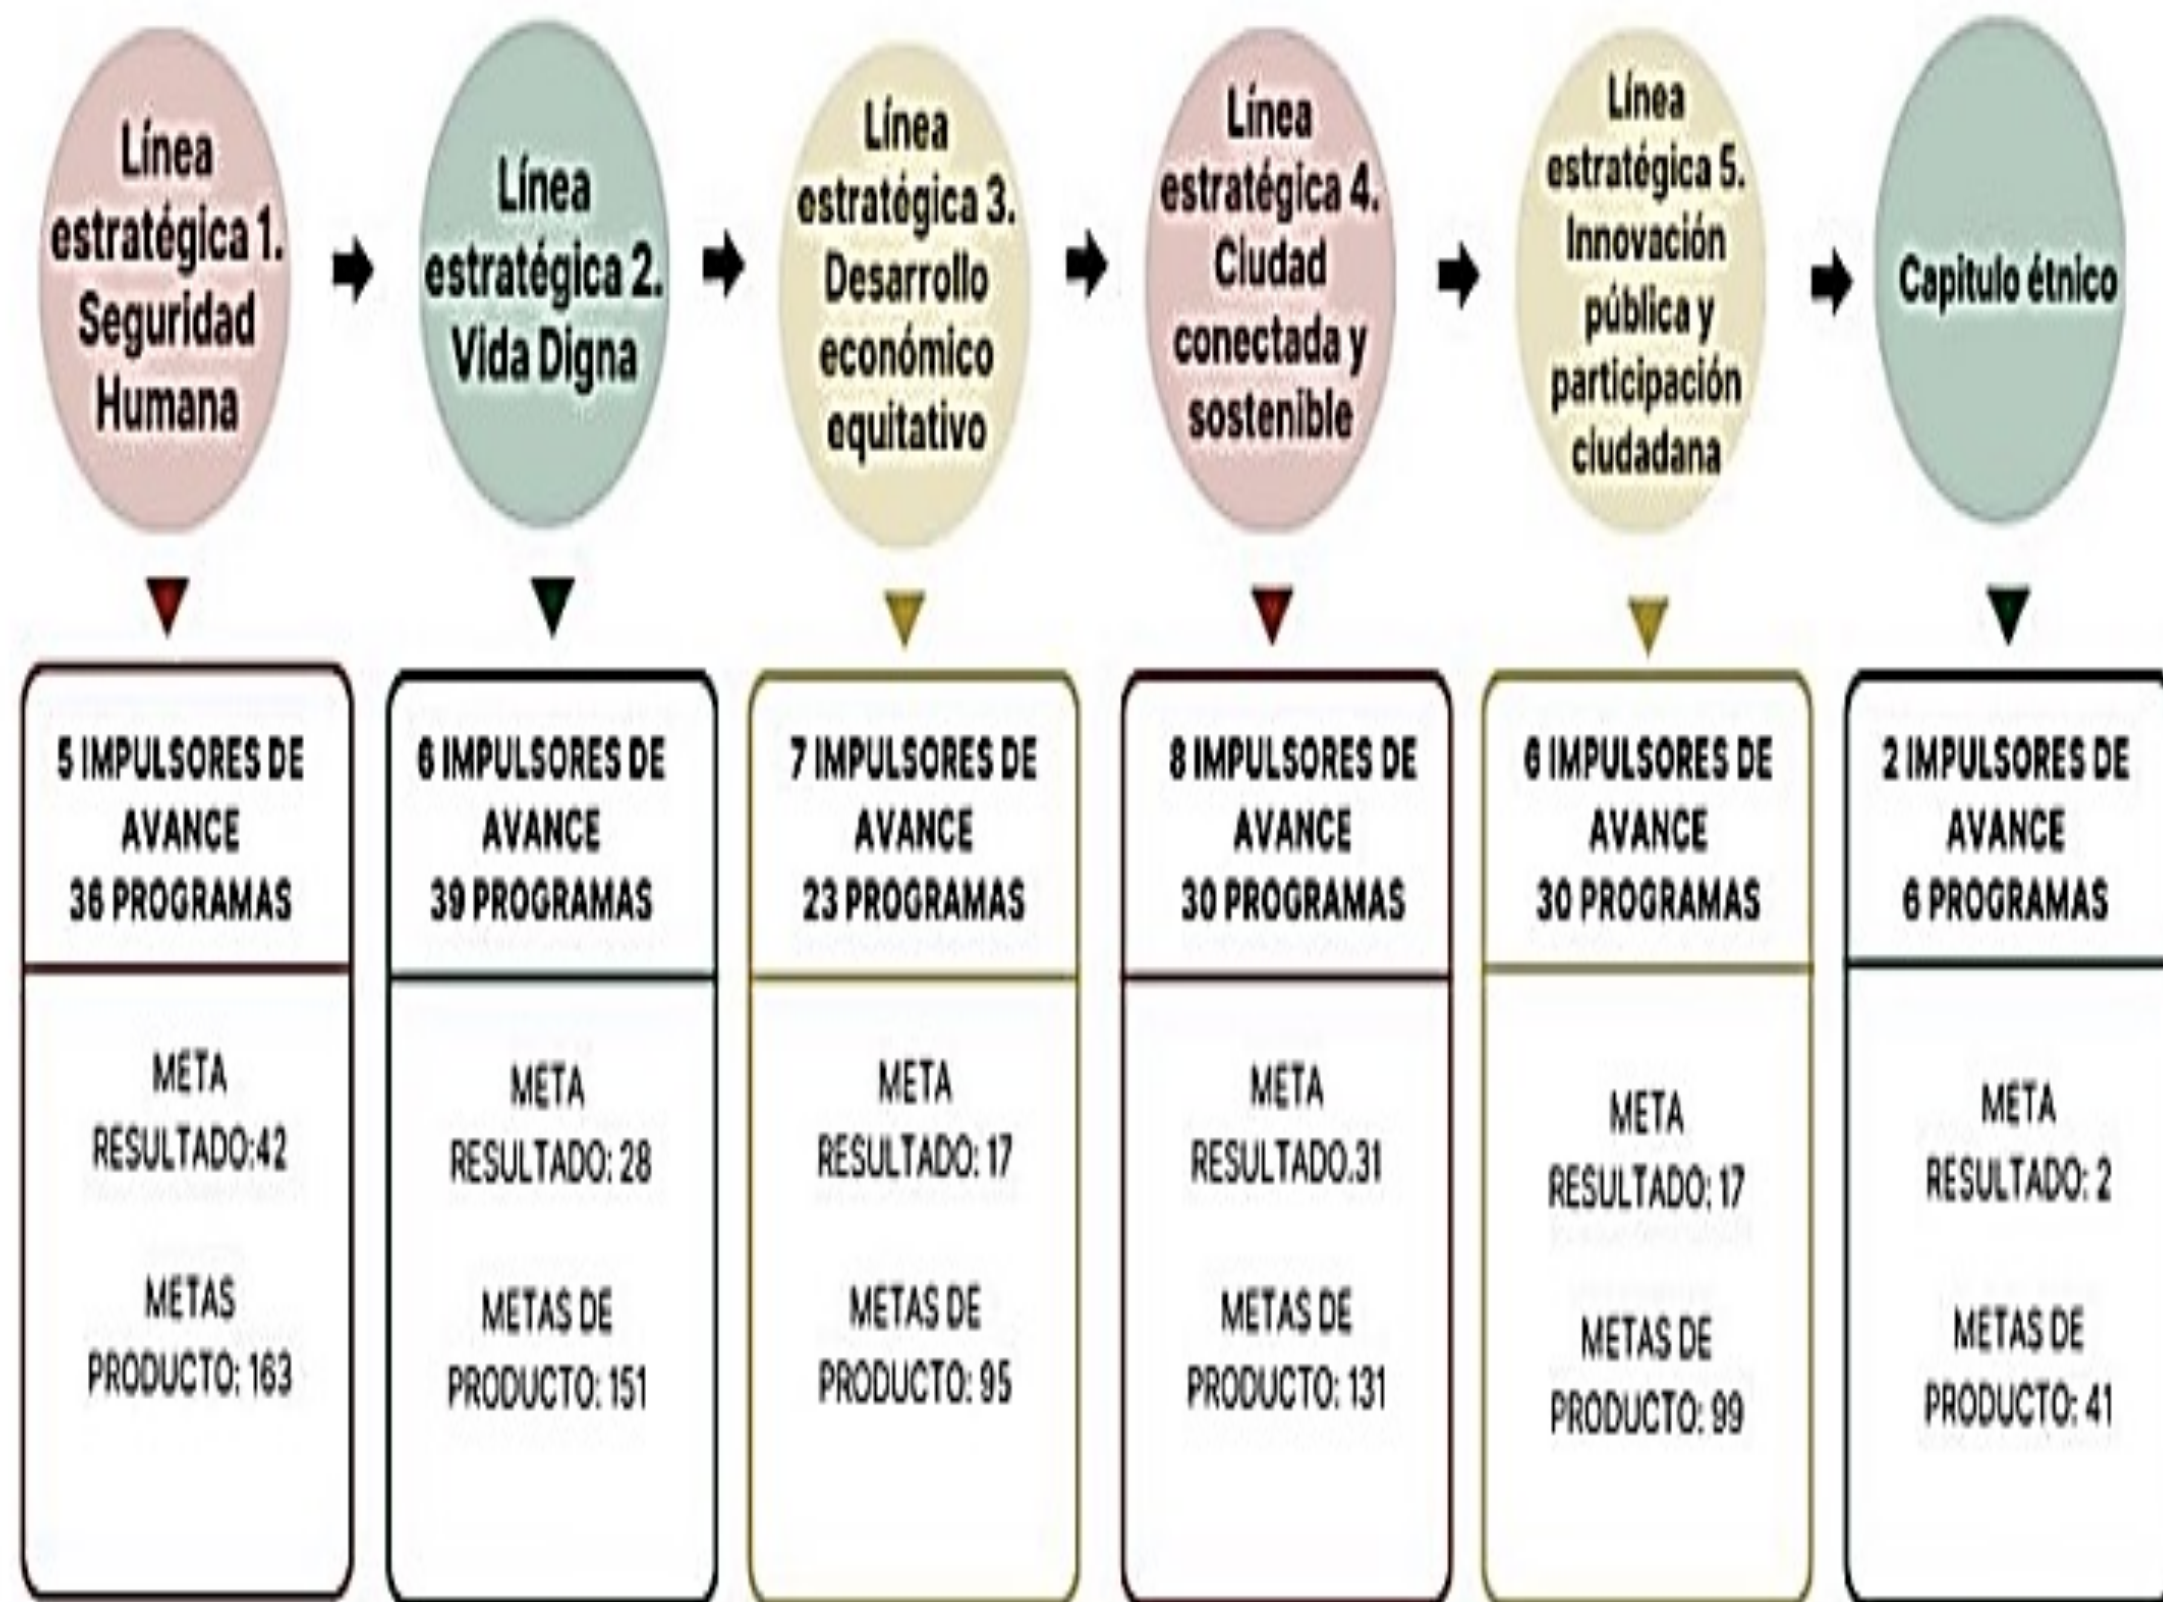 Línea
estratégica 1.
Seguridad
Humana
Línea
estratégica 2.
Vida Digna
Línea
estratégica 3.
Desarrollo
económico
equitativo
Línea
estratégica 4.
Ciudad
conectada y
sostenible
Línea
estratégica 5.
Innovación
pública y
participación
ciudadana
Capitulo étnico
5 IMPULSORES DE
AVANCE
36 PROGRAMAS
META
RESULTADO:42
METAS
PRODUCTO: 163
6 IMPULSORES DE
AVANCE
39 PROGRAMAS
META
RESULTADO: 28
METAS DE
PRODUCTO: 151
7 IMPULSORES DE
AVANCE
23 PROGRAMAS
META
RESULTADO: 17
METAS DE
PRODUCTO: 95
8 IMPULSORES DE
AVANCE
30 PROGRAMAS
META
RESULTADO.31
METAS DE
PRODUCTO: 131
6 IMPULSORES DE
AVANCE
30 PROGRAMAS
META
RESULTADO: 17
METAS DE
PRODUCTO: 99
2 IMPULSORES DE
AVANCE
6 PROGRAMAS
META
RESULTADO: 2
METAS DE
PRODUCTO: 41